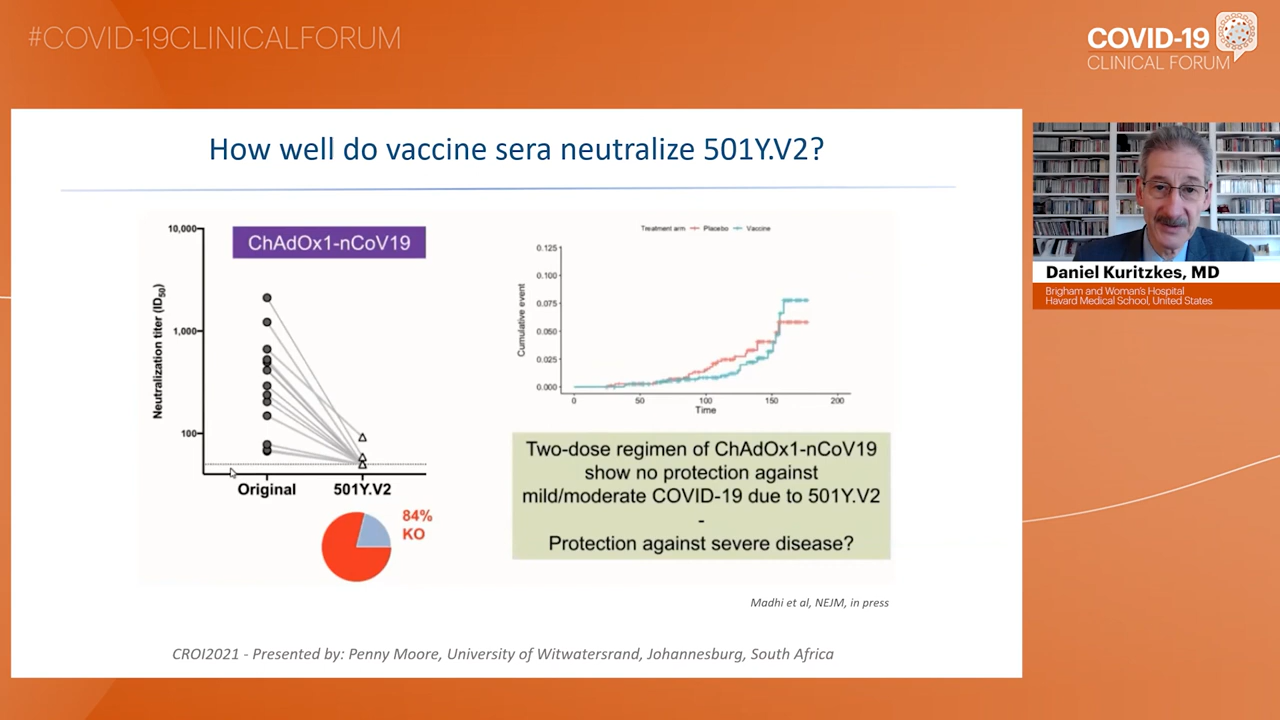 #COVID-19CLINICALFORUM
COVID-19
CLINICAL FORUM
How well do vaccine sera neutralize 501Y.V2?
ChAdOx1-nCoV19
10,000
1,000
100
Neutralization titer (ID50)
Original
501Y.V2
84%
KO
Treatment arm Placebo Vaccine
0.125
0.100
0.075
0.050
0.025
0.000
Cumulative event
0
50
100
150
200
Time
Two-dose regimen of ChAdOx1-nCoV19
show no protection against
mild/moderate COVID-19 due to 501Y.V2
-
Protection against severe disease?
Madhi et al, NEJM, in press
CROI2021 - Presented by: Penny Moore, University of Witwatersrand, Johannesburg, South Africa
Daniel Kuritzkes, MD
Brigham and Woman's Hospital
Havard Medical School, United States